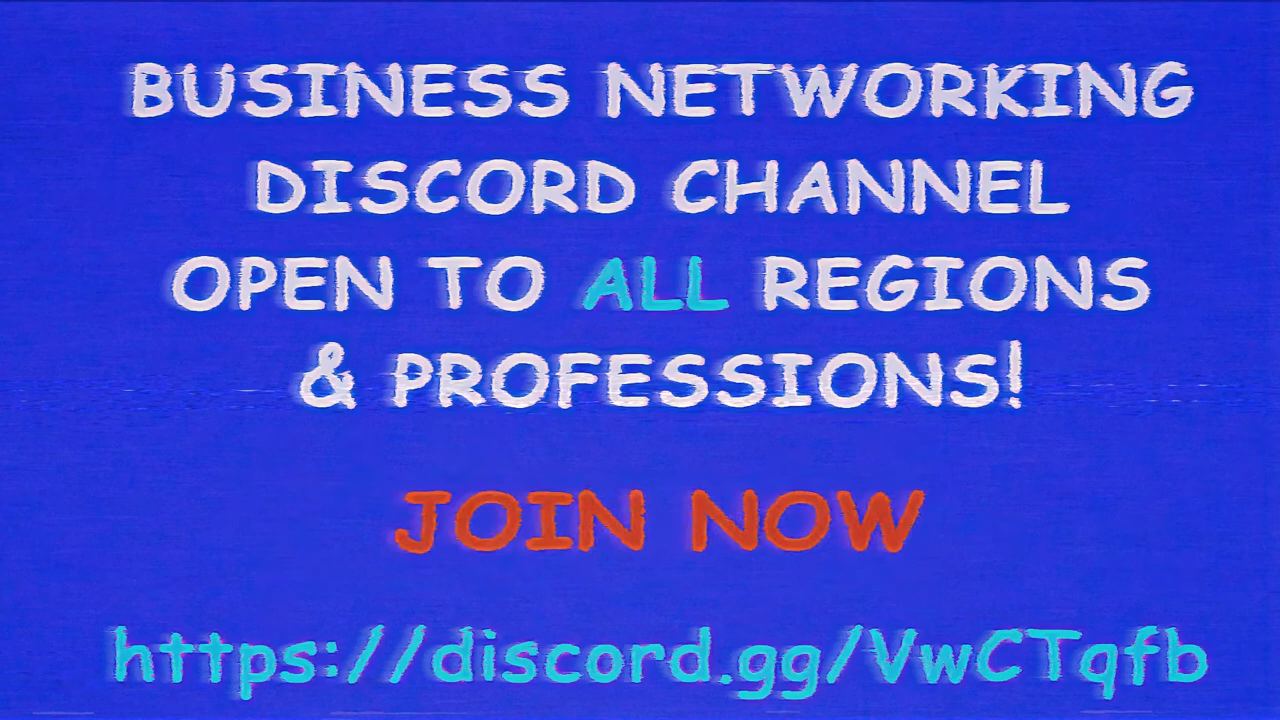 BUSINESS NETWORKING
DISCORD CHANNEL
OPEN TO ALL REGIONS
& PROFESSIONS!
JOIN NOW
https://discord.gg/VwCTqfb